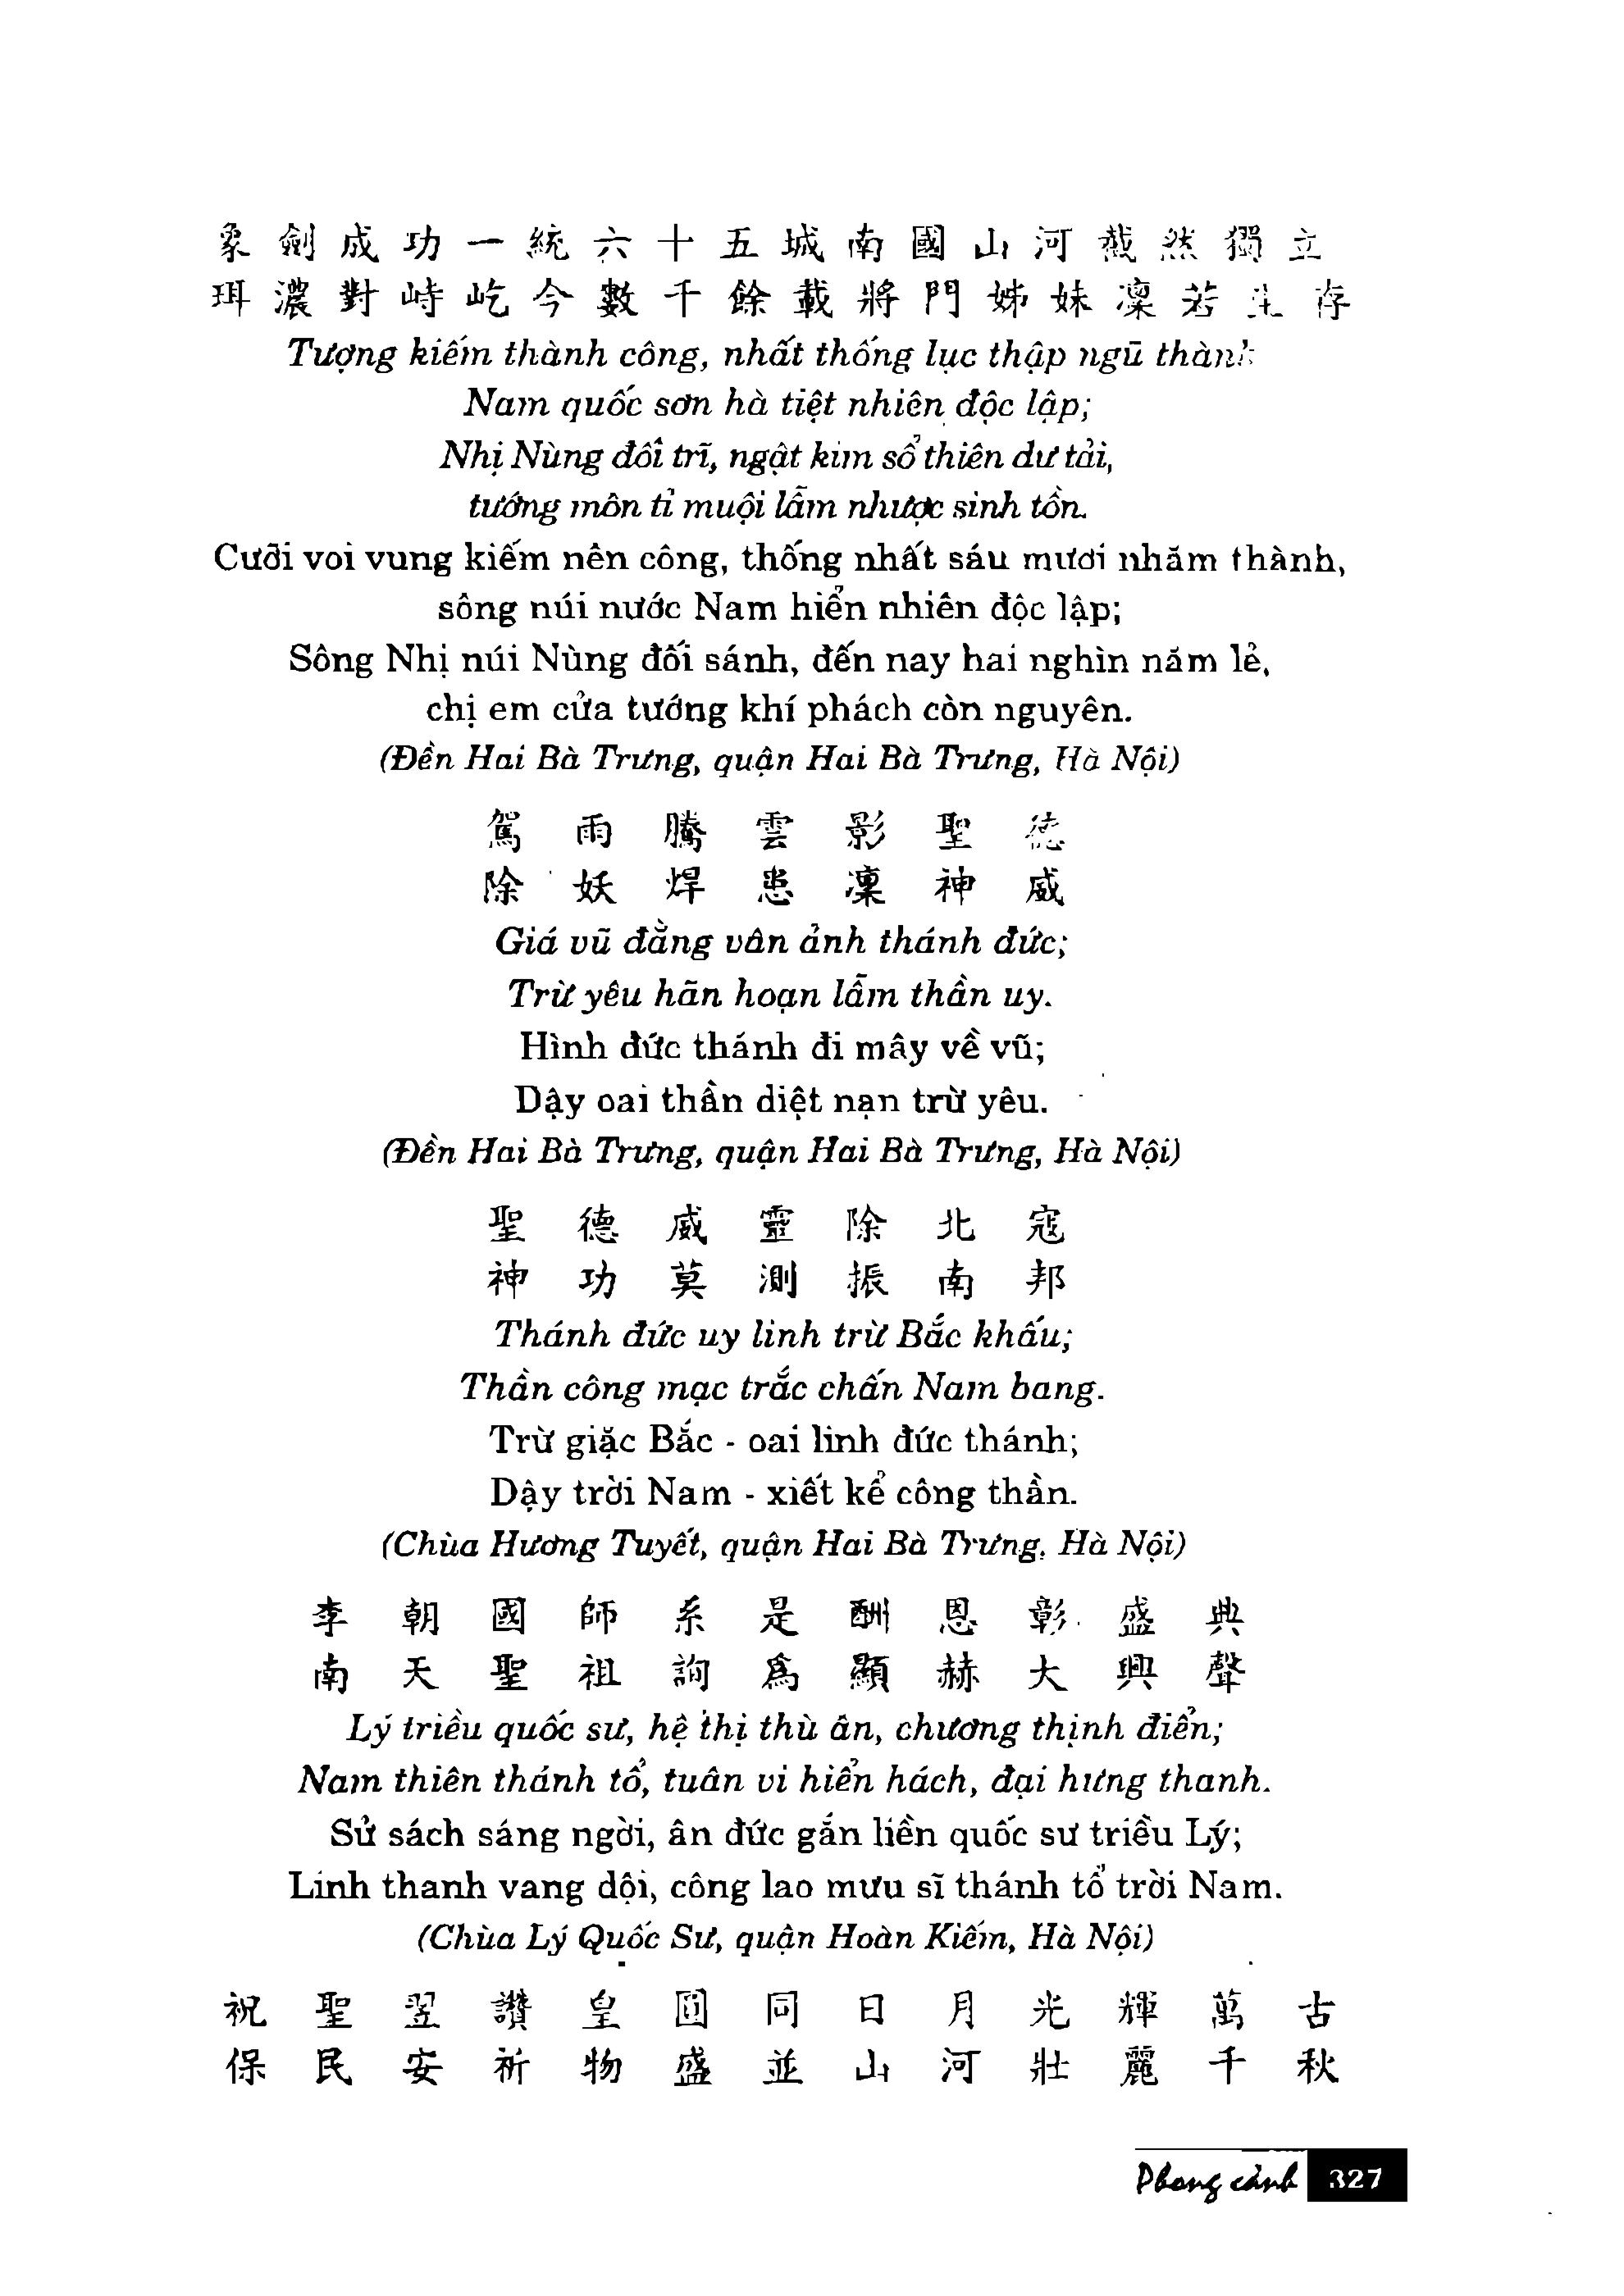 象劍成功一統六十五城南國山河截然獨立
珥濃對峙屹今數千餘載將門姊妹凜若生存
Tượng kiếm thành công, nhất thống lục thập ngũ thành
Nam quốc sơn hà tiệt nhiên độc lập;
Nhị Nùng đối trĩ, ngật kim sổ thiên dư tải,
tướng môn tỉ muội lẫm nhược sinh tồn.
Cưỡi voi vung kiếm nên công, thống nhất sáu mươi nhăm thành,
sông núi nước Nam hiển nhiên độc lập;
Sông Nhị núi Nùng đối sánh, đến nay hai nghìn năm lẻ,
chị em cửa tướng khí phách còn nguyên.
(Đền Hai Bà Trưng, quận Hai Bà Trưng, Hà Nội)
駕雨騰雲影聖德
除妖焊患凜神威
Giá vũ đằng vân ảnh thánh đức;
Trừ yêu hãn hoạn lẫm thần uy.
Hình đức thánh đi mây về vũ;
Dậy oai thần diệt nạn trừ yêu.
(Đền Hai Bà Trưng, quận Hai Bà Trưng, Hà Nội)
聖德威靈除北寇
神功莫測振南邦
Thánh đức uy linh trừ Bắc khấu;
Thần công mạc trắc chấn Nam bang.
Trừ giặc Bắc - oai linh đức thánh;
Dậy trời Nam - xiết kể công thần.
(Chùa Hương Tuyết, quận Hai Bà Trưng, Hà Nội)
李朝國師系是酬恩彰盛典
南天聖祖詢爲顯赫大興聲
Lý triều quốc sư, hệ thị thù ân, chương thịnh điển;
Nam thiên thánh tổ, tuân vi hiển hách, đại hưng thanh.
Sử sách sáng ngời, ân đức gắn liền quốc sư triều Lý;
Linh thanh vang dội, công lao mưu sĩ thánh tổ trời Nam.
(Chùa Lý Quốc Sư, quận Hoàn Kiếm, Hà Nội)
祝聖翌讚皇圖同日月光輝萬古
保民安祈物盛並山河壯麗千秋
Phong cảnh 327